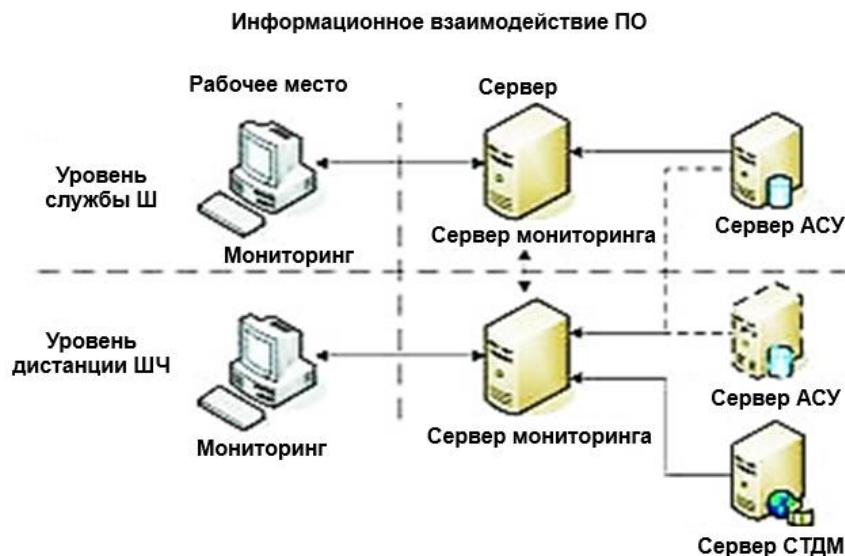 Информационное взаимодействие ПО
Рабочее место
Сервер
Уровень
службы Ш
Мониторинг
Сервер мониторинга
Сервер АСУ
Уровень
дистанции ШЧ
Мониторинг
Сервер мониторинга
Сервер АСУ
Сервер СТДМ